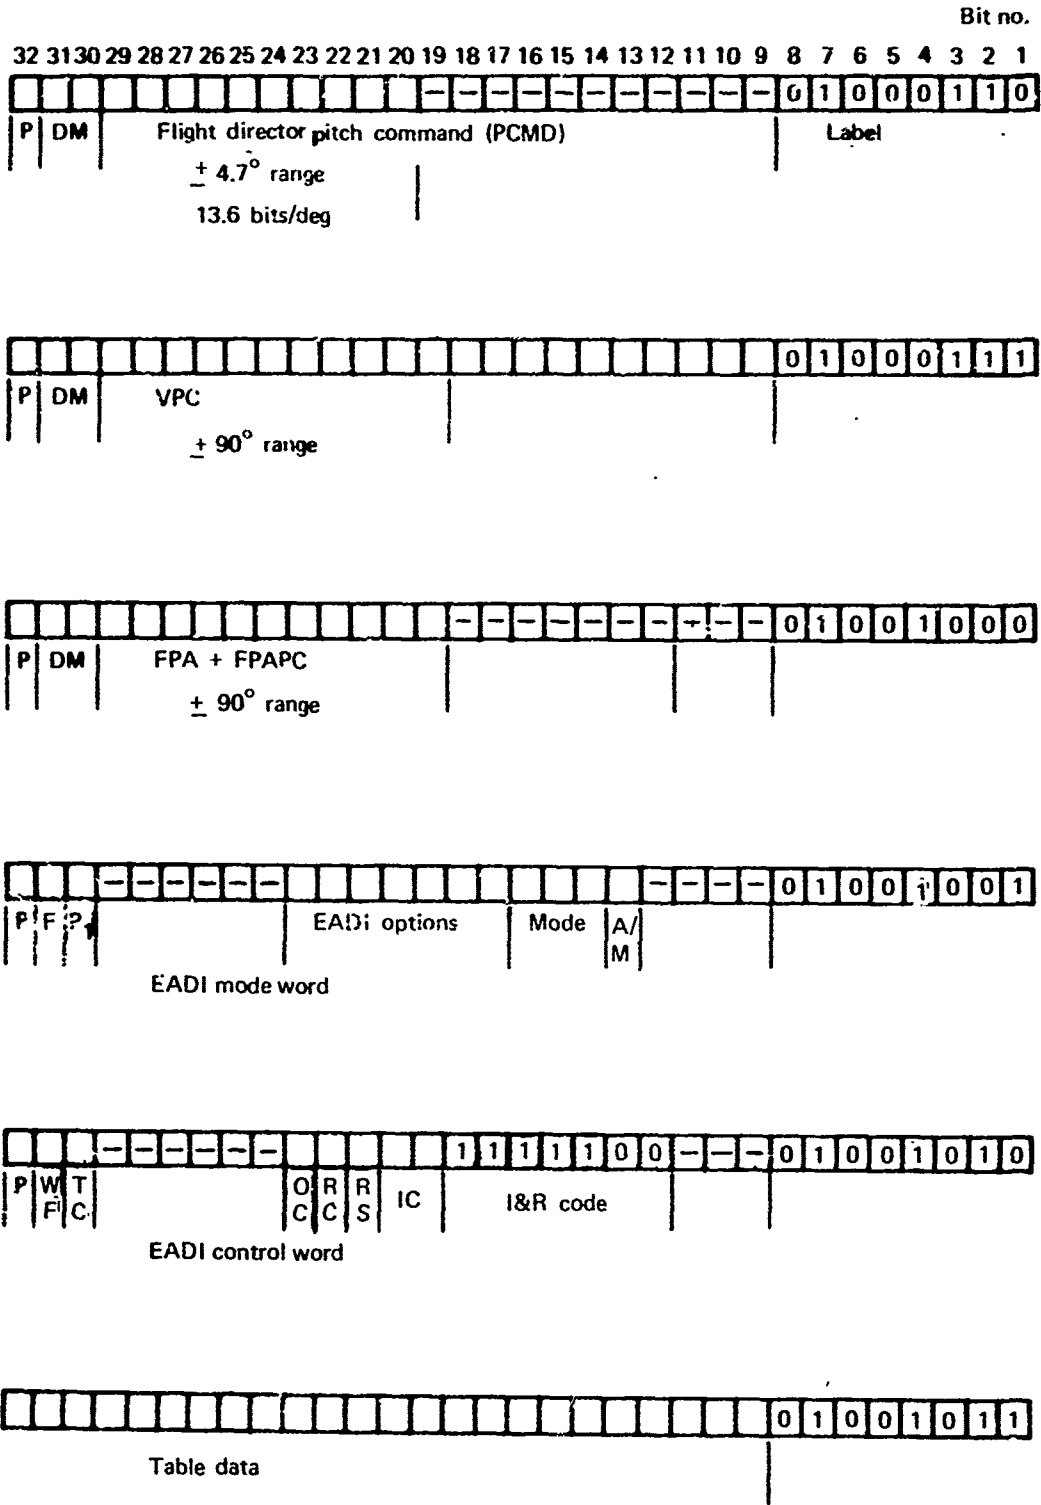 Bit no.
32 31 30 29 28 27 26 25 24 23 22 21 20 19 18 17 16 15 14 13 12 11 10 9 8 7 6 5 4 3 2 1
– – – – – – – – – – – 0 1 0 0 0 1 1 0
P DM Flight director pitch command (PCMD) Label
± 4.7° range
13.6 bits/deg
0 1 0 0 0 1 1 1
P DM VPC
± 90° range
– – – – – – – – – – 0 1 0 0 1 0 0 0
P DM FPA + FPAPC
± 90° range
– – – – – – – – – – 0 1 0 0 1 0 0 1
P F ? EADI options Mode A/
M
EADI mode word
– – – – – – 1 1 1 1 1 0 0 – – – 0 1 0 0 1 0 1 0
P W T O R R IC I&R code
F C C C S
EADI control word
0 1 0 0 1 0 1 1
Table data